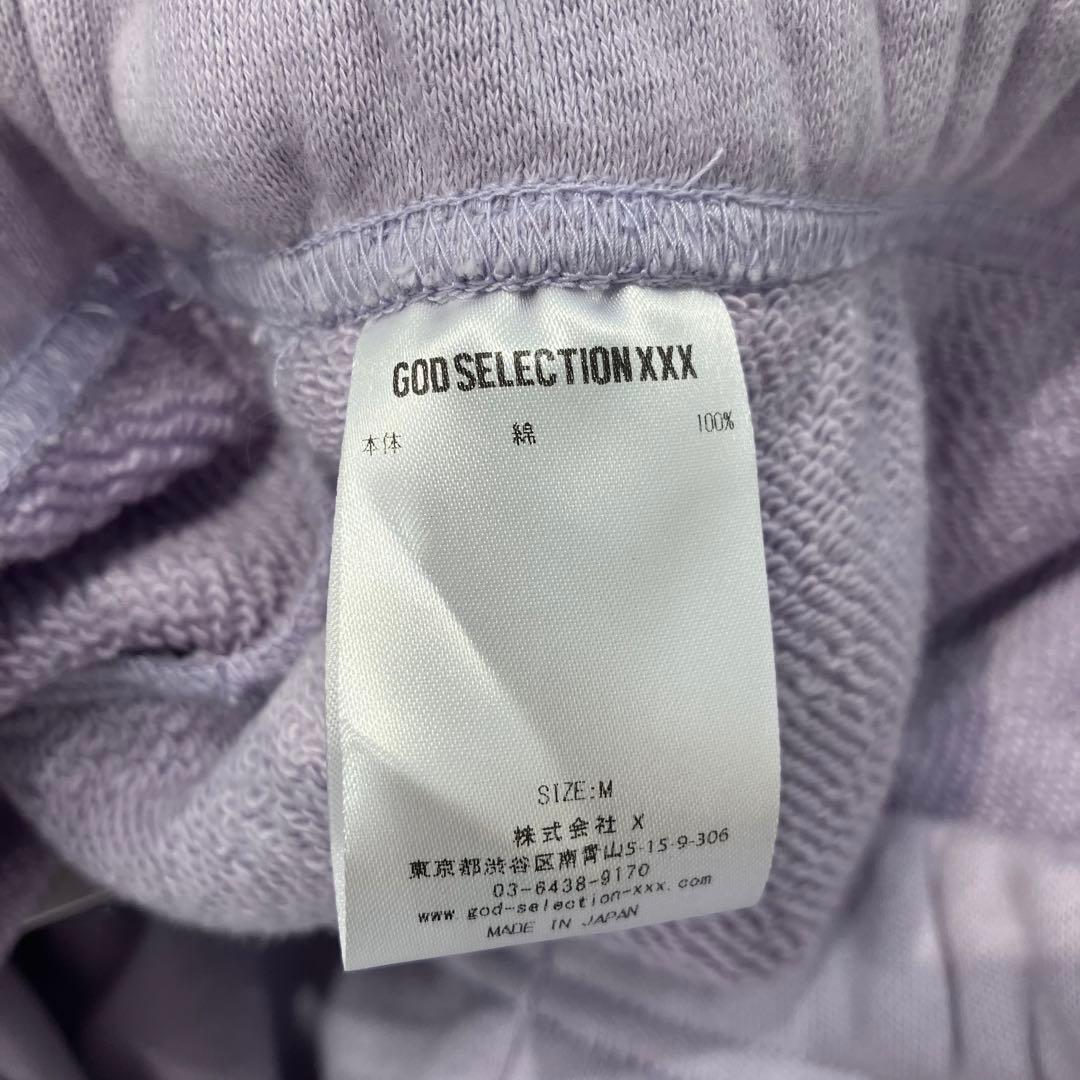 GOD SELECTION XXX
本体 綿 100%
SIZE:M
株式会社 X
東京都渋谷区南青山5-15-9-306
03-6438-9170
www.god-selection-xxx.com
MADE IN JAPAN